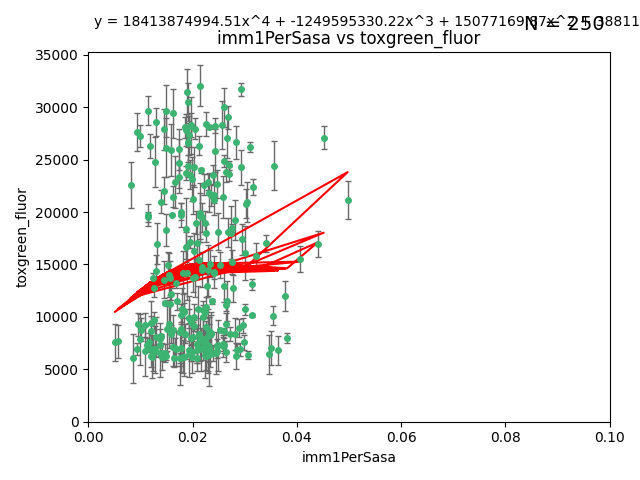 y = 18413874994.51x^4 + -1249595330.22x^3 + 15077169
N = 250
imm1PerSasa vs toxgreen_fluor
35000
30000
25000
20000
15000
10000
5000
0
toxgreen_fluor
0.00 0.02 0.04 0.06 0.08 0.10
imm1PerSasa